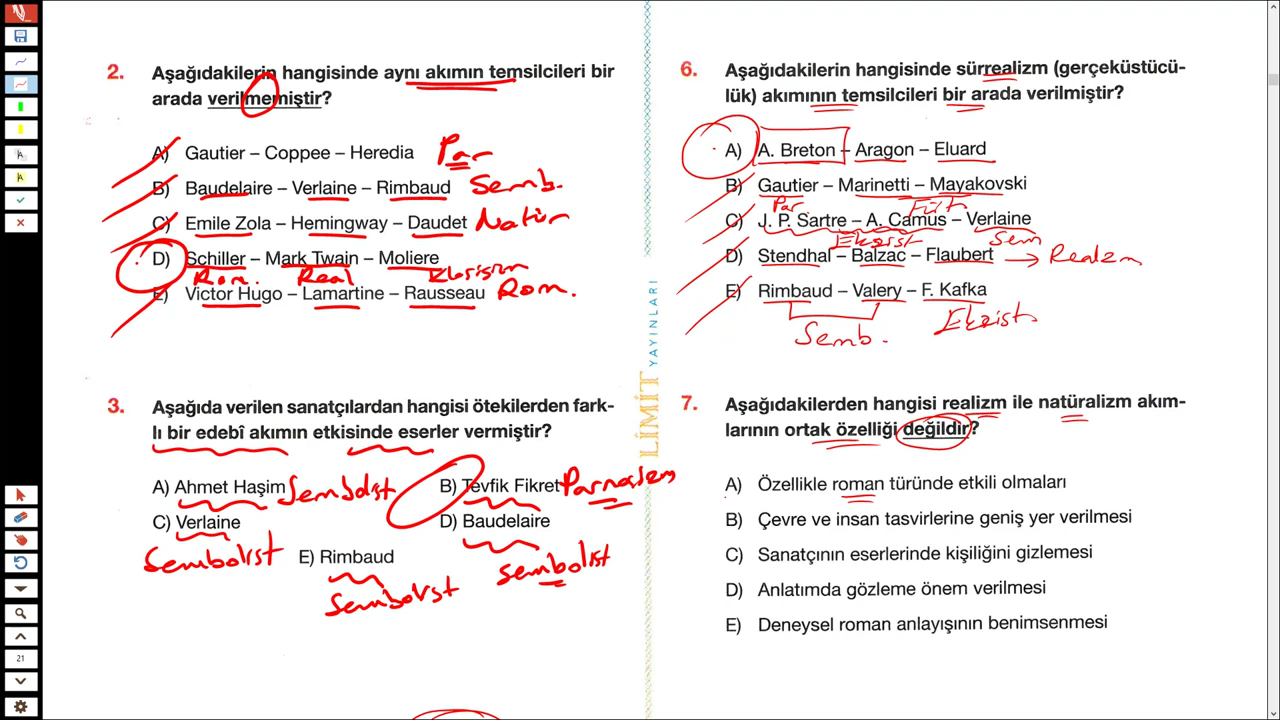 2. Aşağıdakilerin hangisinde aynı akımın temsilcileri bir
arada verilmemiştir?
A) Gautier – Coppee – Heredia Par
B) Baudelaire – Verlaine – Rimbaud Semb.
C) Emile Zola – Hemingway – Daudet Natür
D) Schiller – Mark Twain – Moliere
Rom. Real Klasisizm
E) Victor Hugo – Lamartine – Rausseau Rom.
3. Aşağıda verilen sanatçılardan hangisi ötekilerden fark-
lı bir edebî akımın etkisinde eserler vermiştir?
A) Ahmet Haşim Sembolist B) Tevfik Fikret Parnasizm
C) Verlaine D) Baudelaire
Sembolist E) Rimbaud sembolist
Sembolist
LİMİT YAYINLARI
6. Aşağıdakilerin hangisinde sürrealizm (gerçeküstücü-
lük) akımının temsilcileri bir arada verilmiştir?
A) A. Breton – Aragon – Eluard
B) Gautier – Marinetti – Mayakovski
Par Fütü
C) J. P. Sartre – A. Camus – Verlaine
Eksist Sem
D) Stendhal – Balzac – Flaubert → Realizm
E) Rimbaud – Valery – F. Kafka
Semb. Eksist
7. Aşağıdakilerden hangisi realizm ile natüralizm akım-
larının ortak özelliği değildir?
A) Özellikle roman türünde etkili olmaları
B) Çevre ve insan tasvirlerine geniş yer verilmesi
C) Sanatçının eserlerinde kişiliğini gizlemesi
D) Anlatımda gözleme önem verilmesi
E) Deneysel roman anlayışının benimsenmesi
21